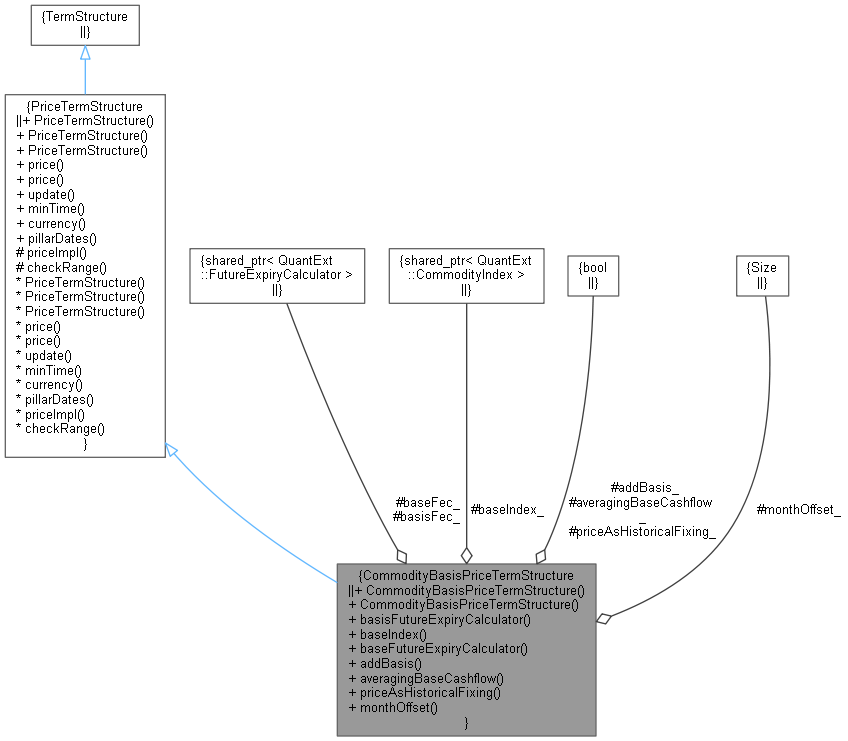 {TermStructure
||}
{PriceTermStructure
||+ PriceTermStructure()
+ PriceTermStructure()
+ PriceTermStructure()
+ price()
+ price()
+ update()
+ minTime()
+ currency()
+ pillarDates()
# priceImpl()
# checkRange()
* PriceTermStructure()
* PriceTermStructure()
* PriceTermStructure()
* price()
* price()
* update()
* minTime()
* currency()
* pillarDates()
* priceImpl()
* checkRange()
}
{shared_ptr< QuantExt
::FutureExpiryCalculator >
||}
{shared_ptr< QuantExt
::CommodityIndex >
||}
{bool
||}
{Size
||}
#baseFec_
#basisFec_
#baseIndex_
#addBasis_
#averagingBaseCashflow
_
#priceAsHistoricalFixing_
#monthOffset_
{CommodityBasisPriceTermStructure
||+ CommodityBasisPriceTermStructure()
+ CommodityBasisPriceTermStructure()
+ basisFutureExpiryCalculator()
+ baseIndex()
+ baseFutureExpiryCalculator()
+ addBasis()
+ averagingBaseCashflow()
+ priceAsHistoricalFixing()
+ monthOffset()
}